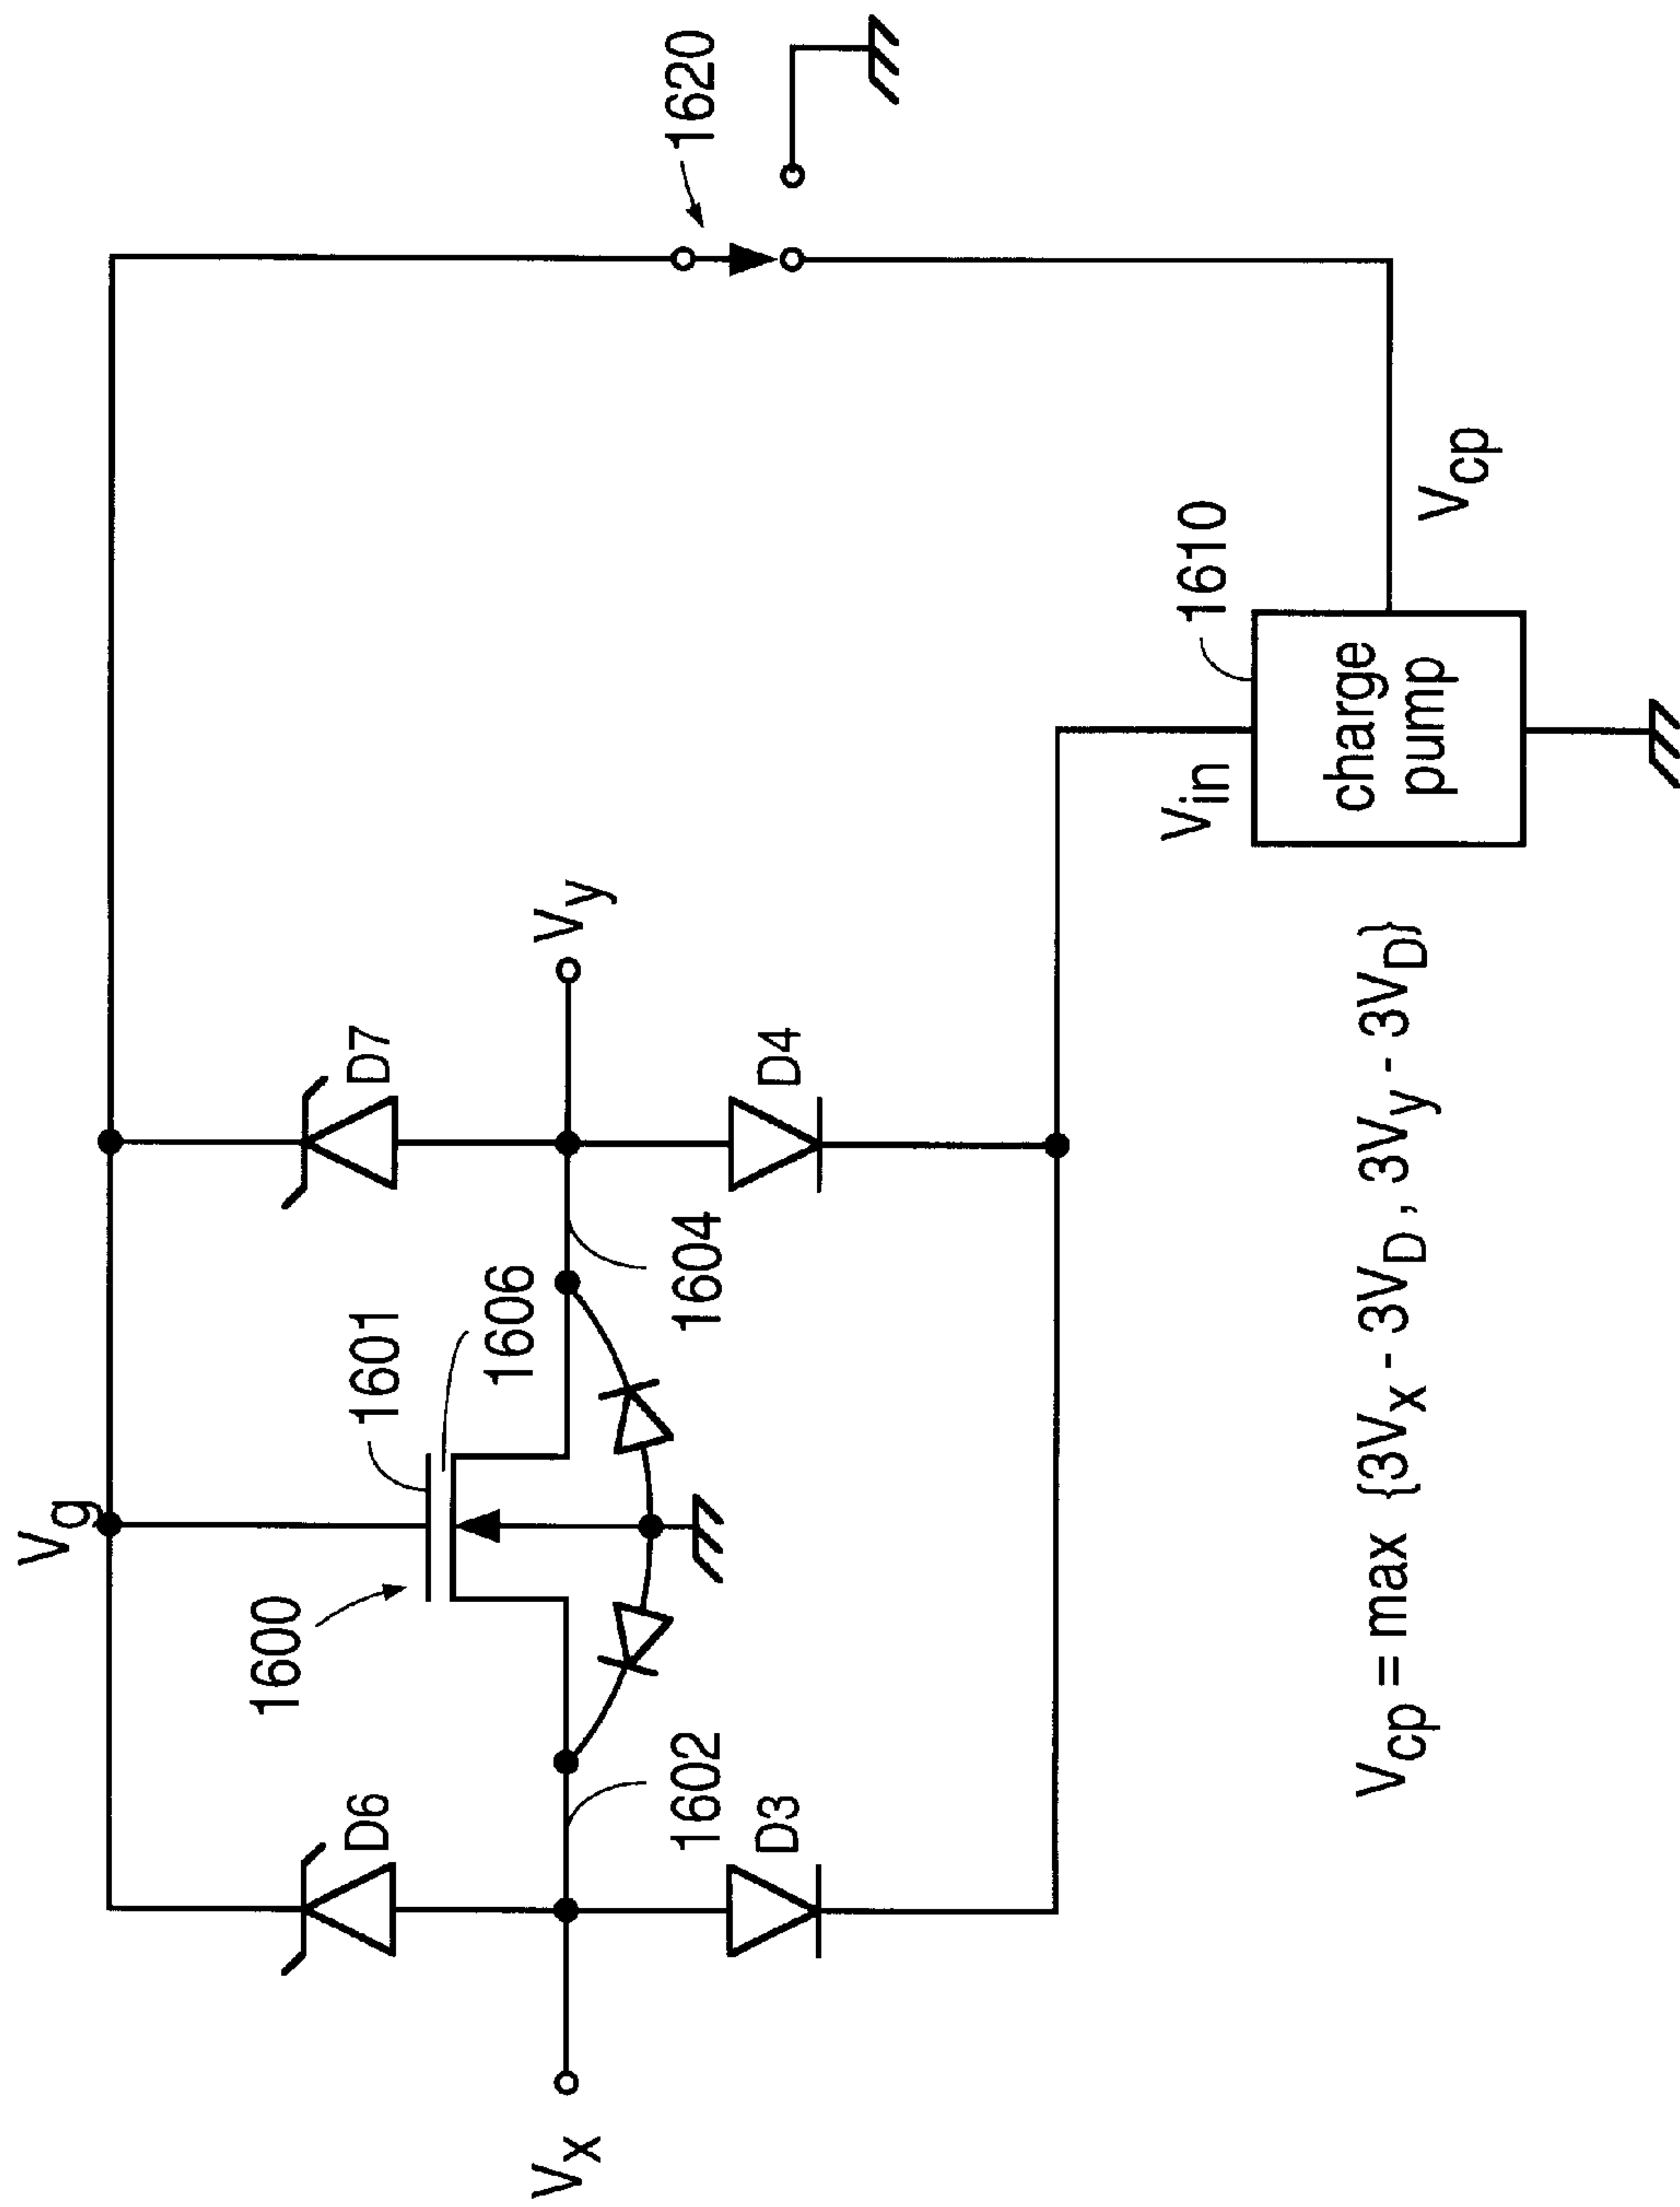 Vg
1600
1601
1606
D6
D7
Vx
1602
1604
Vy
D3
D4
1620
Vin
1610
charge
pump
Vcp
Vcp = max {3Vx - 3VD , 3Vy - 3VD}